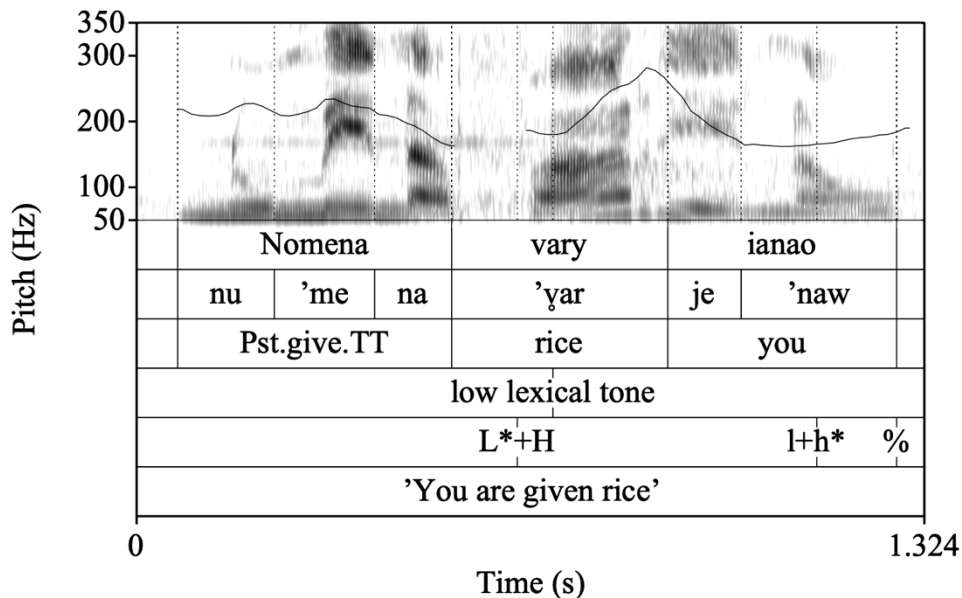 350
300
200
100
50
Pitch (Hz)
Nomena vary ianao
nu ’me na ’v̥ar je ’naw
Pst.give.TT rice you
low lexical tone
L*+H l+h* %
’You are given rice’
0 1.324
Time (s)